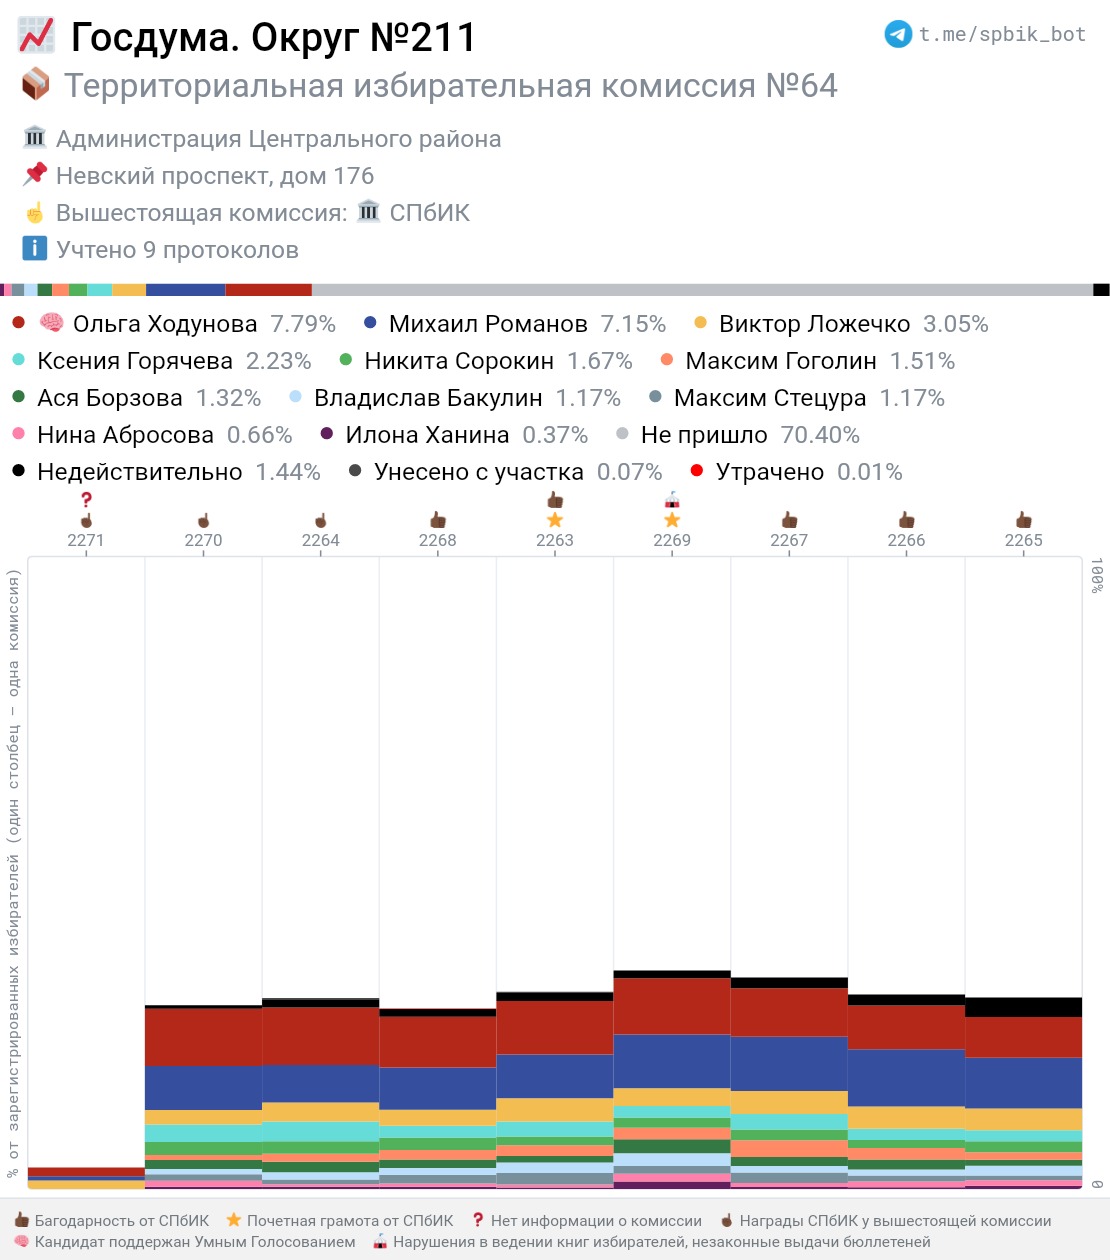 Госдума. Округ №211
t.me/spbik_bot
Территориальная избирательная комиссия №64
Администрация Центрального района
Невский проспект, дом 176
Вышестоящая комиссия: СПбИК
Учтено 9 протоколов
Ольга Ходунова 7.79% Михаил Романов 7.15% Виктор Ложечко 3.05%
Ксения Горячева 2.23% Никита Сорокин 1.67% Максим Гоголин 1.51%
Ася Борзова 1.32% Владислав Бакулин 1.17% Максим Стецура 1.17%
Нина Абросова 0.66% Илона Ханина 0.37% Не пришло 70.40%
Недействительно 1.44% Унесено с участка 0.07% Утрачено 0.01%
2271 2270 2264 2268 2263 2269 2267 2266 2265
% от зарегистрированных избирателей (один столбец — одна комиссия)
100%
0
Багодарность от СПбИК Почетная грамота от СПбИК Нет информации о комиссии Награды СПбИК у вышестоящей комиссии
Кандидат поддержан Умным Голосованием Нарушения в ведении книг избирателей, незаконные выдачи бюллетеней